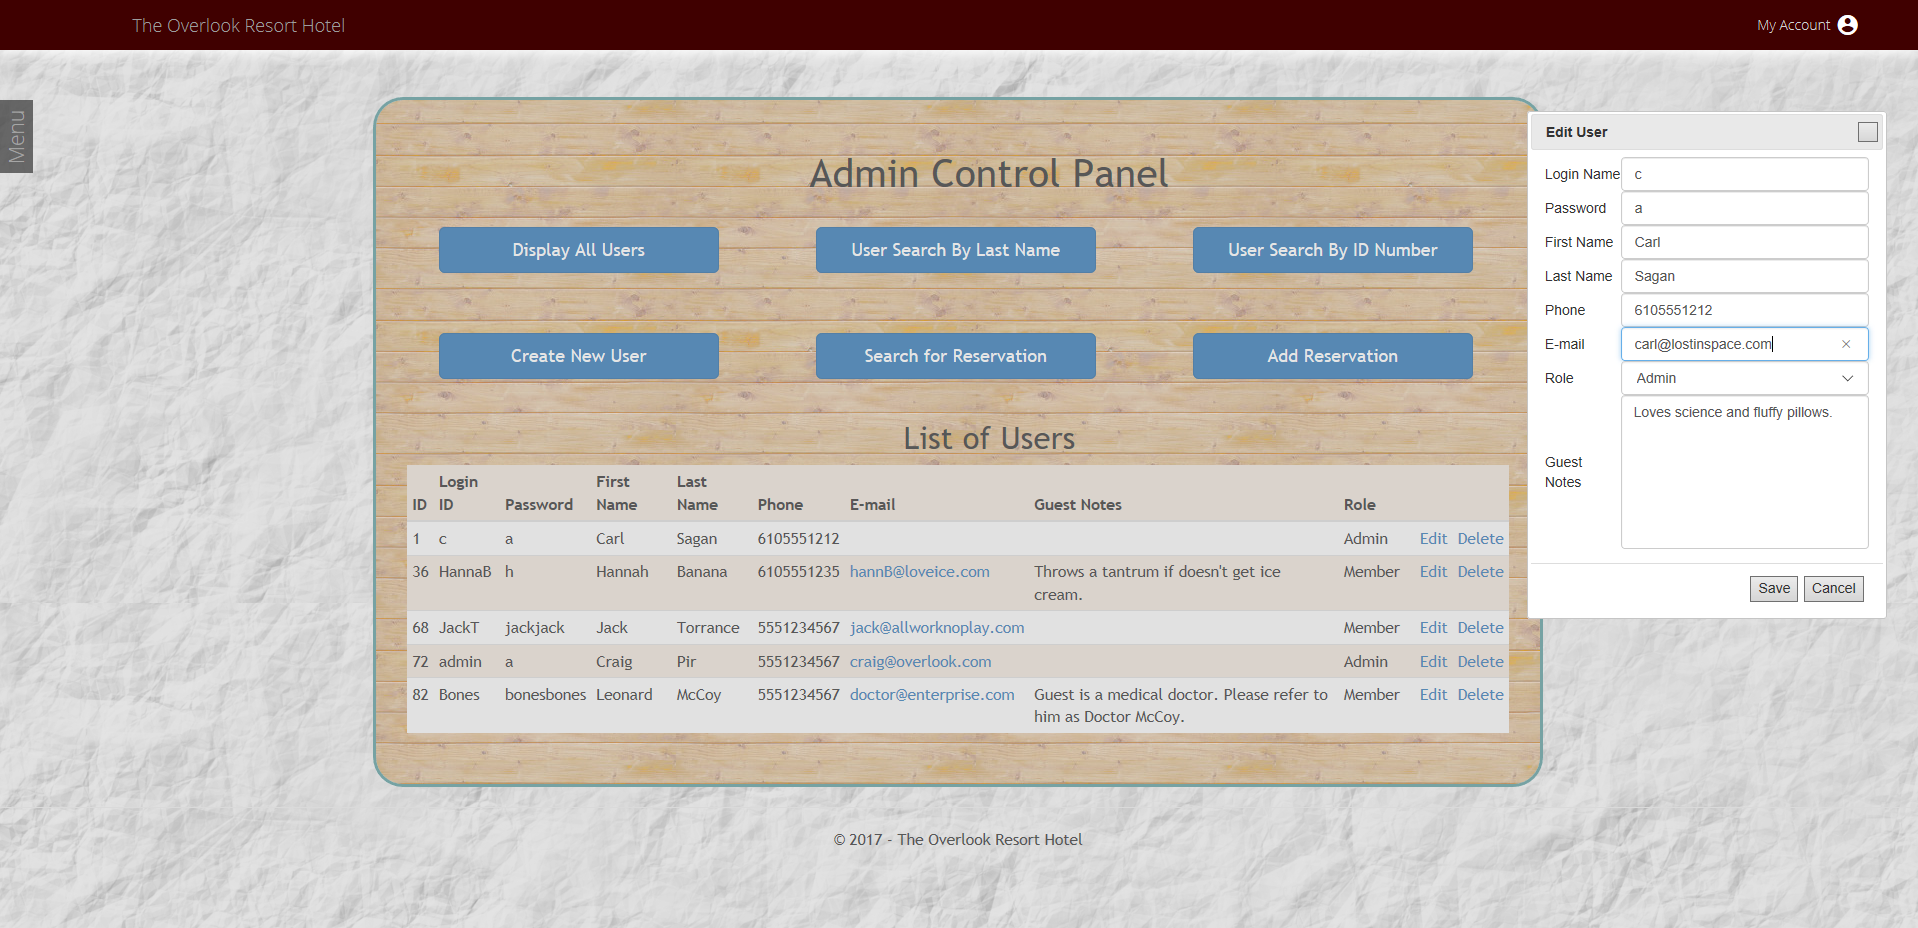 The Overlook Resort Hotel
My Account
Menu
Admin Control Panel
Display All Users
User Search By Last Name
User Search By ID Number
Create New User
Search for Reservation
Add Reservation
List of Users
ID Login ID Password First Name Last Name Phone E-mail Guest Notes Role
1 c a Carl Sagan 6105551212 Admin Edit Delete
36 HannaB h Hannah Banana 6105551235 hannB@loveice.com Throws a tantrum if doesn't get ice Member Edit Delete
cream.
68 JackT jackjack Jack Torrance 5551234567 jack@allworknoplay.com Member Edit Delete
72 admin a Craig Pir 5551234567 craig@overlook.com Admin Edit Delete
82 Bones bonesbones Leonard McCoy 5551234567 doctor@enterprise.com Guest is a medical doctor. Please refer to Member Edit Delete
him as Doctor McCoy.
© 2017 - The Overlook Resort Hotel
Edit User
Login Name c
Password a
First Name Carl
Last Name Sagan
Phone 6105551212
E-mail carl@lostinspace.com
Role Admin
Loves science and fluffy pillows.
Guest
Notes
Save Cancel